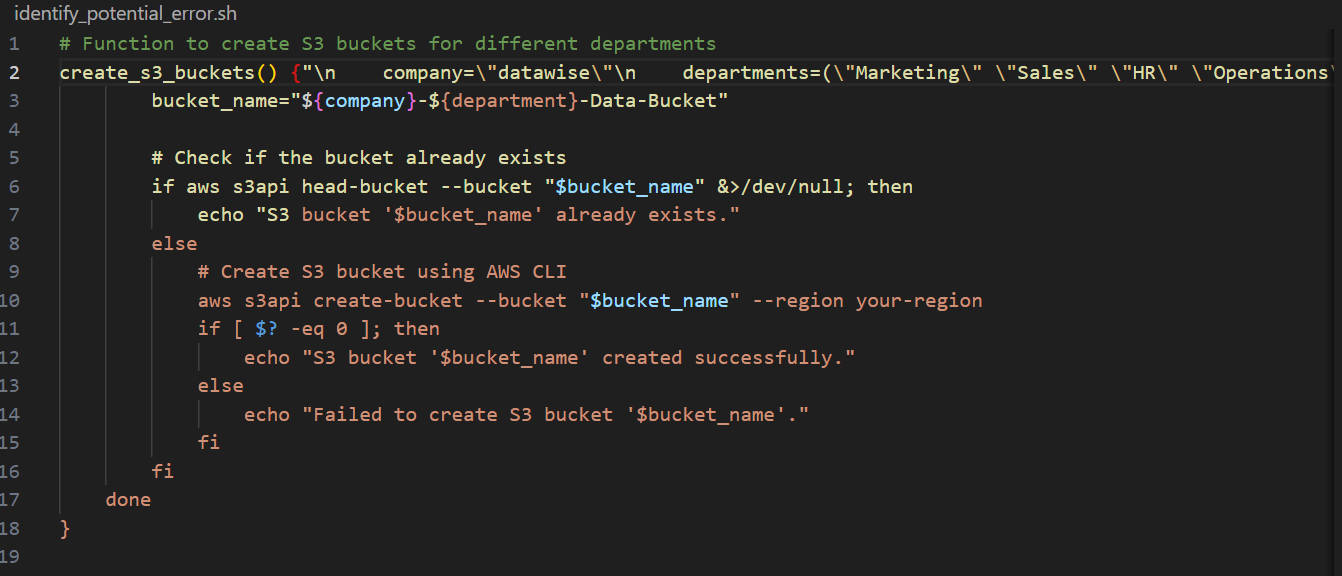 identify_potential_error.sh
1 # Function to create S3 buckets for different departments
2 create_s3_buckets() {"\n    company=\"datawise\"\n    departments=(\"Marketing\" \"Sales\" \"HR\" \"Operations\
3         bucket_name="${company}-${department}-Data-Bucket"
4
5         # Check if the bucket already exists
6         if aws s3api head-bucket --bucket "$bucket_name" &>/dev/null; then
7             echo "S3 bucket '$bucket_name' already exists."
8         else
9             # Create S3 bucket using AWS CLI
10             aws s3api create-bucket --bucket "$bucket_name" --region your-region
11             if [ $? -eq 0 ]; then
12                 echo "S3 bucket '$bucket_name' created successfully."
13             else
14                 echo "Failed to create S3 bucket '$bucket_name'."
15             fi
16         fi
17     done
18 }
19